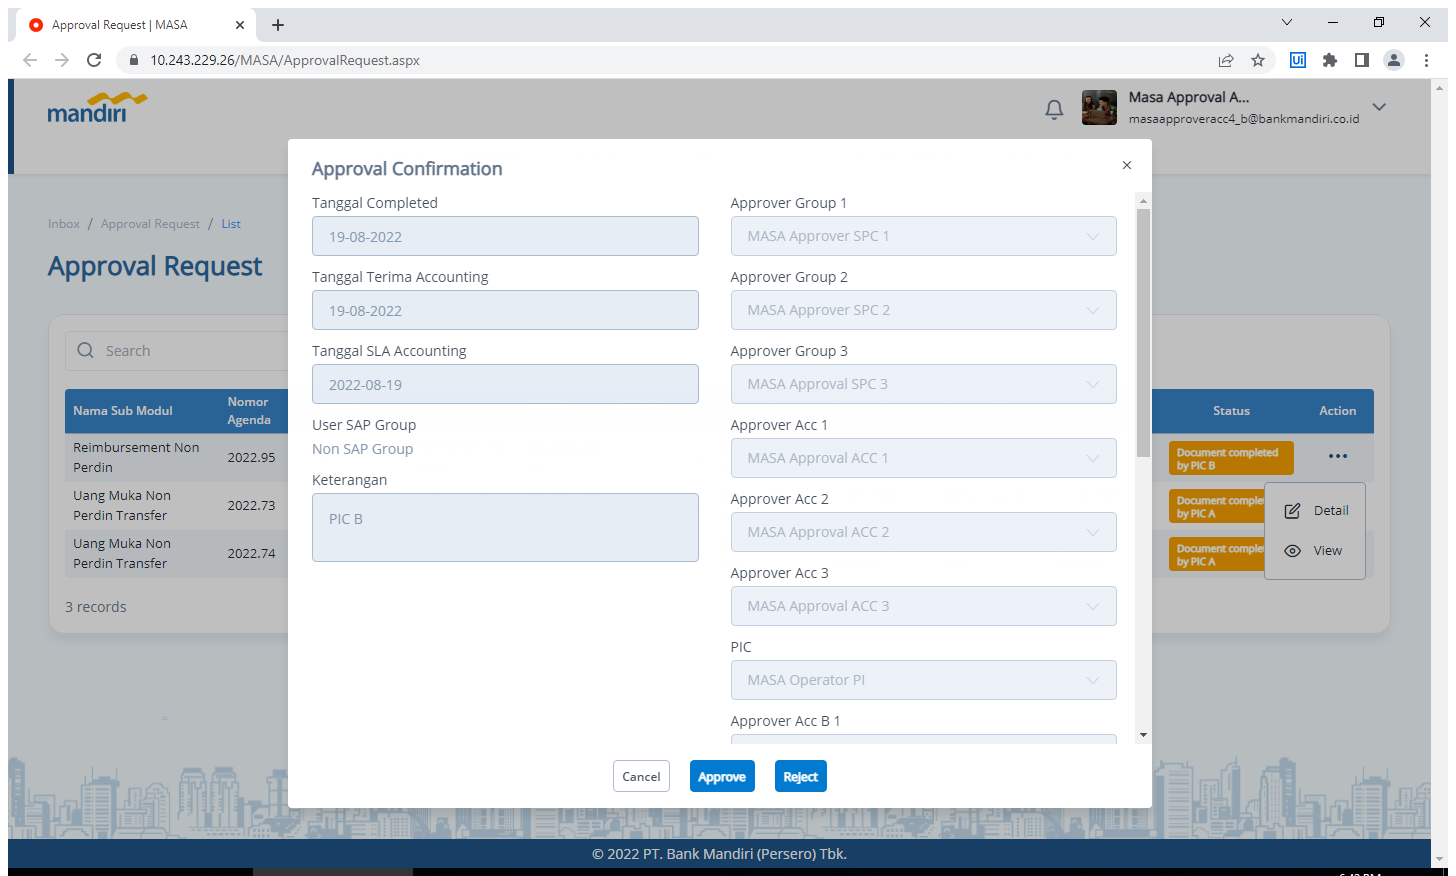 Approval Request | MASA
10.243.229.26/MASA/ApprovalRequest.aspx
Ui
mandiri
Masa Approval A...
masaapproveracc4_b@bankmandiri.co.id
Inbox / Approval Request / List
Approval Request
Search
Nama Sub Modul
Nomor
Agenda
Status
Action
Reimbursement Non
Perdin
2022.95
Document completed
by PIC B
Uang Muka Non
Perdin Transfer
2022.73
Document comple
by PIC A
Uang Muka Non
Perdin Transfer
2022.74
Document comple
by PIC A
Detail
View
3 records
Approval Confirmation
Tanggal Completed
19-08-2022
Tanggal Terima Accounting
19-08-2022
Tanggal SLA Accounting
2022-08-19
User SAP Group
Non SAP Group
Keterangan
PIC B
Approver Group 1
MASA Approver SPC 1
Approver Group 2
MASA Approver SPC 2
Approver Group 3
MASA Approval SPC 3
Approver Acc 1
MASA Approval ACC 1
Approver Acc 2
MASA Approval ACC 2
Approver Acc 3
MASA Approval ACC 3
PIC
MASA Operator PI
Approver Acc B 1
Cancel
Approve
Reject
© 2022 PT. Bank Mandiri (Persero) Tbk.